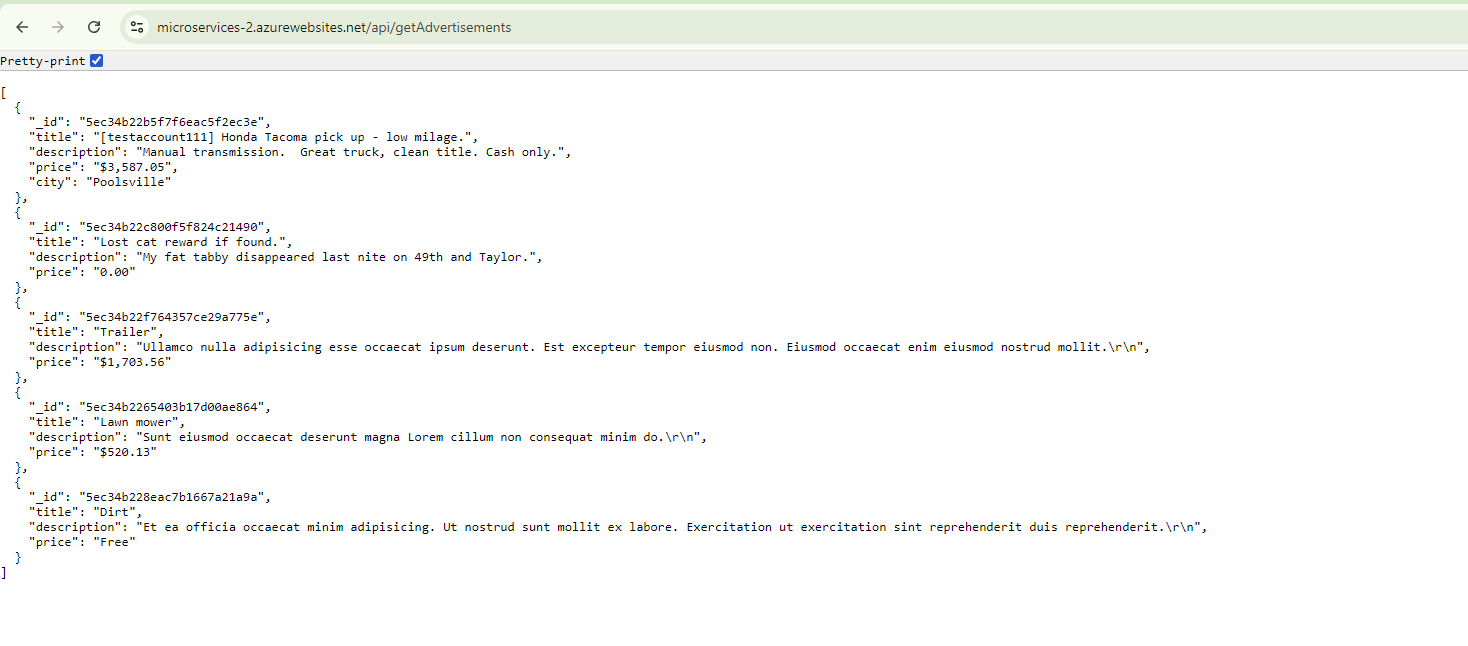 microservices-2.azurewebsites.net/api/getAdvertisements
Pretty-print
[
  {
    "_id": "5ec34b22b5f7f6eac5f2ec3e",
    "title": "[testaccount111] Honda Tacoma pick up - low milage.",
    "description": "Manual transmission.  Great truck, clean title. Cash only.",
    "price": "$3,587.05",
    "city": "Poolsville"
  },
  {
    "_id": "5ec34b22c800f5f824c21490",
    "title": "Lost cat reward if found.",
    "description": "My fat tabby disappeared last nite on 49th and Taylor.",
    "price": "0.00"
  },
  {
    "_id": "5ec34b22f764357ce29a775e",
    "title": "Trailer",
    "description": "Ullamco nulla adipisicing esse occaecat ipsum deserunt. Est excepteur tempor eiusmod non. Eiusmod occaecat enim eiusmod nostrud mollit.\r\n",
    "price": "$1,703.56"
  },
  {
    "_id": "5ec34b2265403b17d00ae864",
    "title": "Lawn mower",
    "description": "Sunt eiusmod occaecat deserunt magna Lorem cillum non consequat minim do.\r\n",
    "price": "$520.13"
  },
  {
    "_id": "5ec34b228eac7b1667a21a9a",
    "title": "Dirt",
    "description": "Et ea officia occaecat minim adipisicing. Ut nostrud sunt mollit ex labore. Exercitation ut exercitation sint reprehenderit duis reprehenderit.\r\n",
    "price": "Free"
  }
]